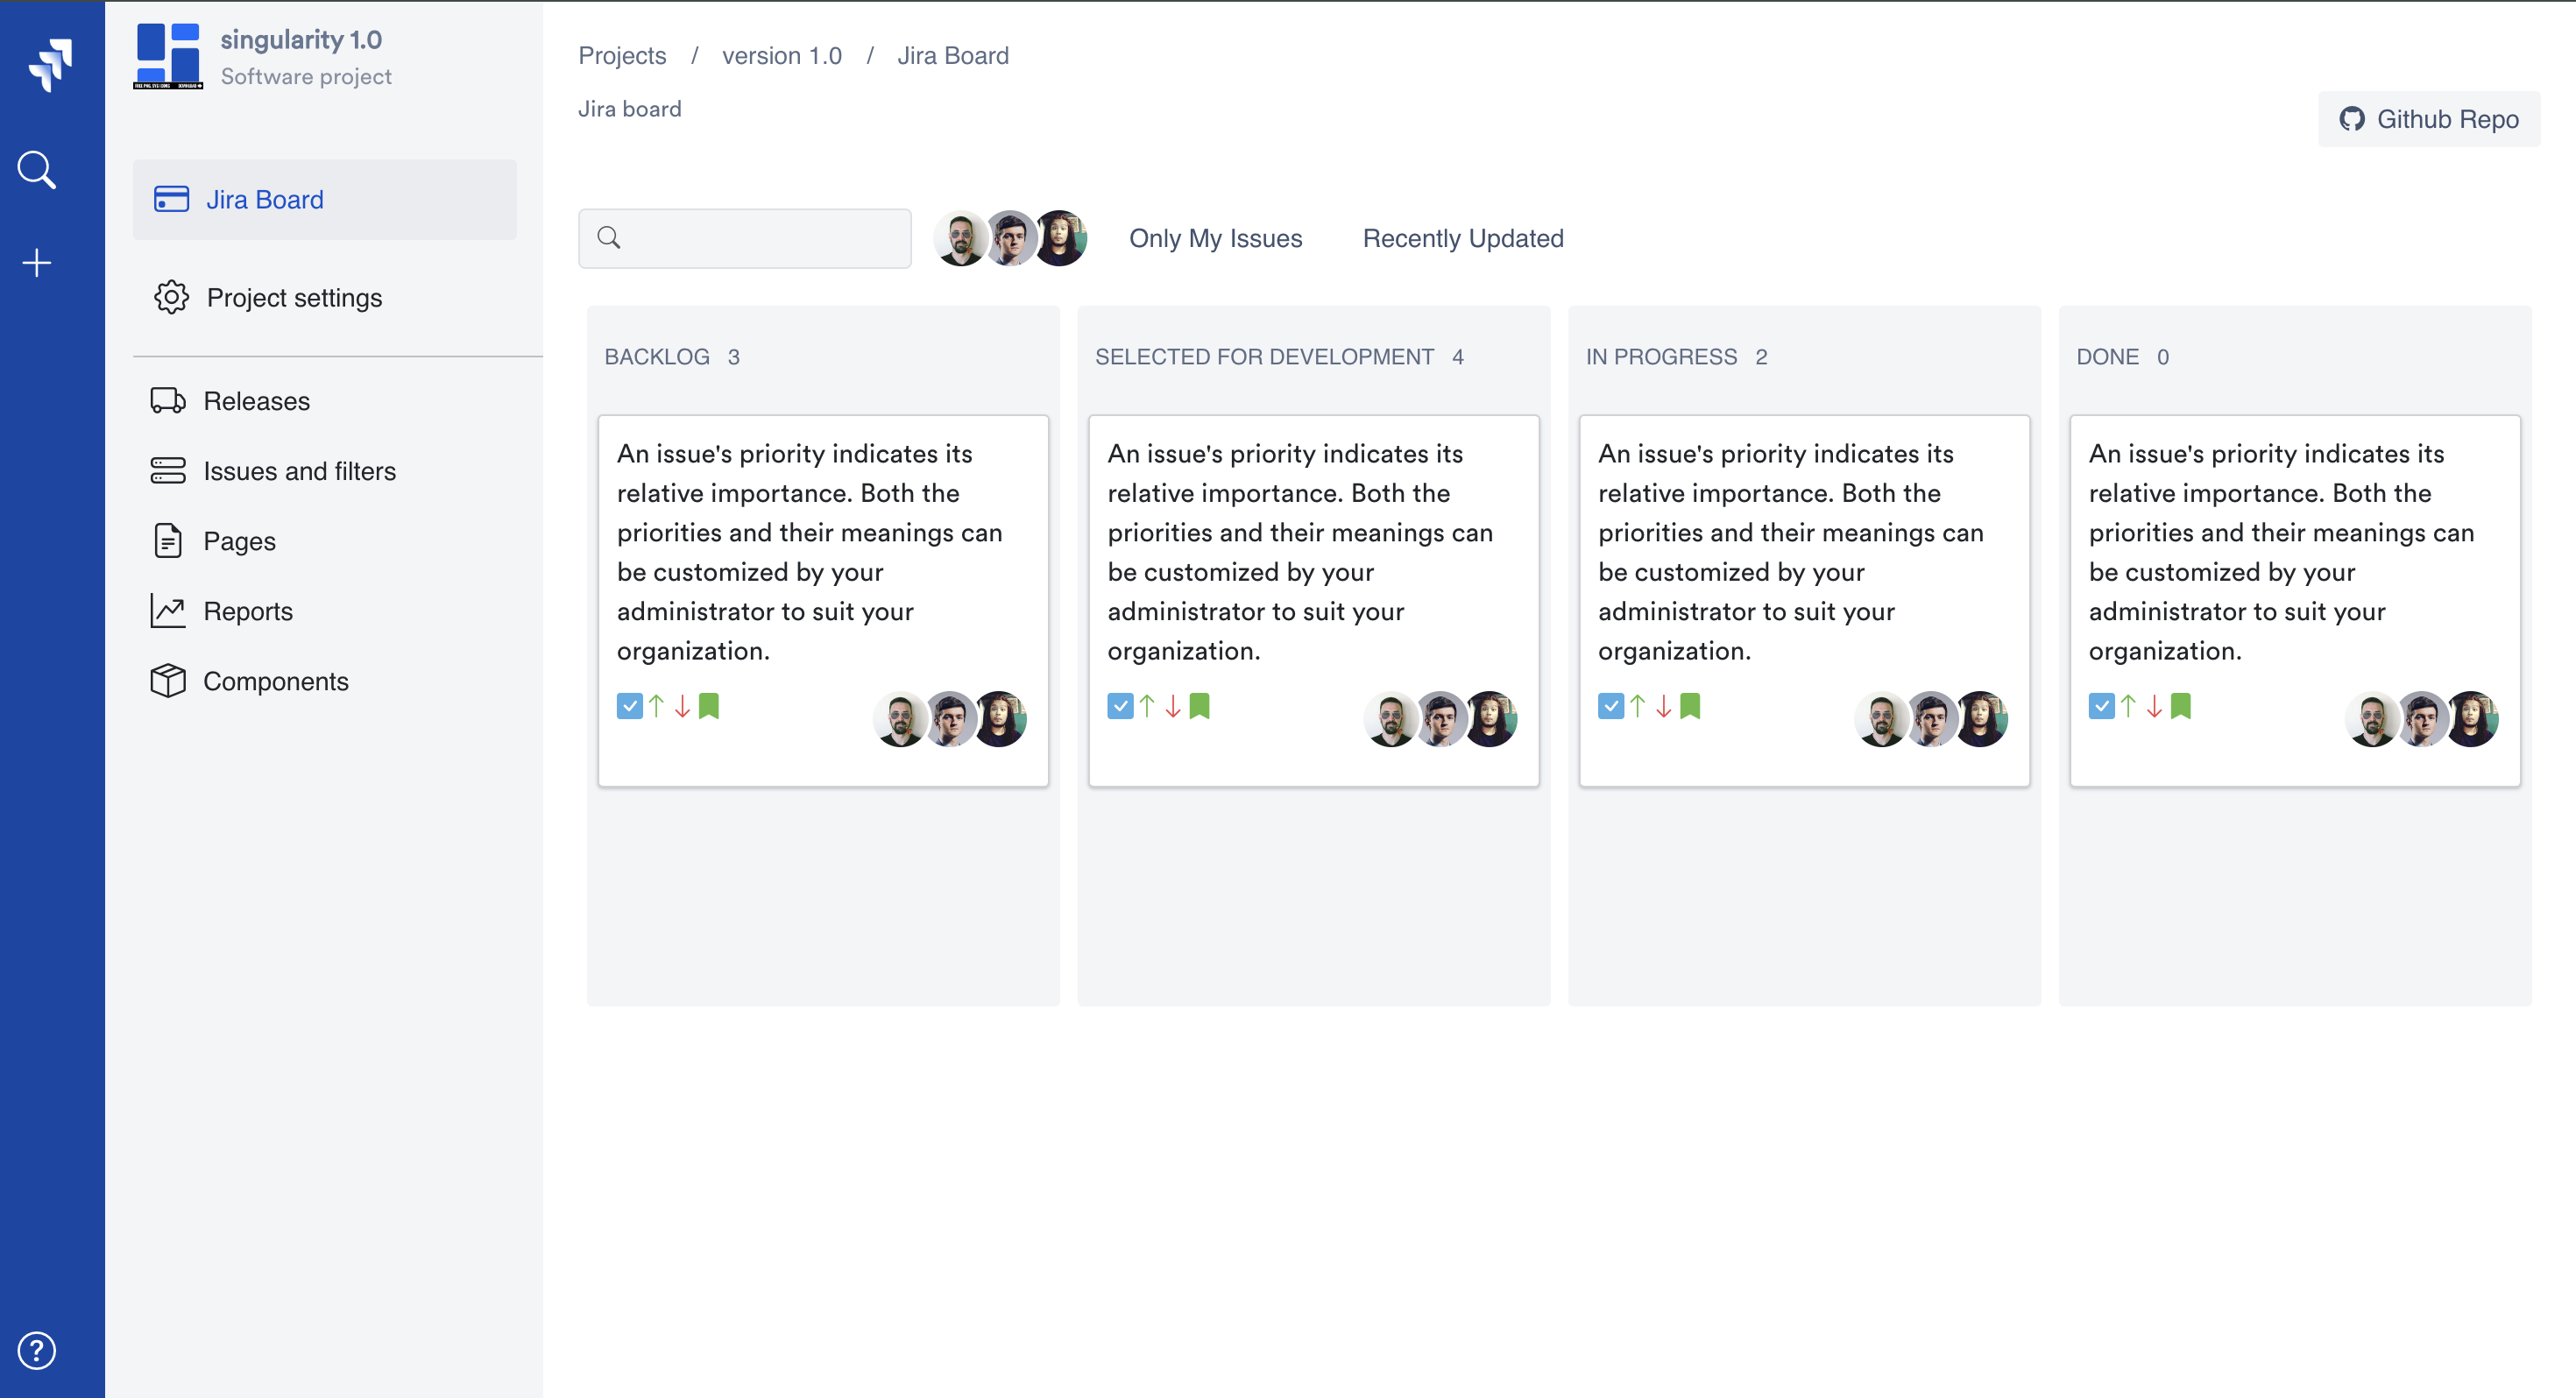 singularity 1.0
Software project
Jira Board
Project settings
Releases
Issues and filters
Pages
Reports
Components
Projects / version 1.0 / Jira Board
Jira board
Github Repo
Only My Issues
Recently Updated
BACKLOG 3
An issue's priority indicates its
relative importance. Both the
priorities and their meanings can
be customized by your
administrator to suit your
organization.
SELECTED FOR DEVELOPMENT 4
An issue's priority indicates its
relative importance. Both the
priorities and their meanings can
be customized by your
administrator to suit your
organization.
IN PROGRESS 2
An issue's priority indicates its
relative importance. Both the
priorities and their meanings can
be customized by your
administrator to suit your
organization.
DONE 0
An issue's priority indicates its
relative importance. Both the
priorities and their meanings can
be customized by your
administrator to suit your
organization.